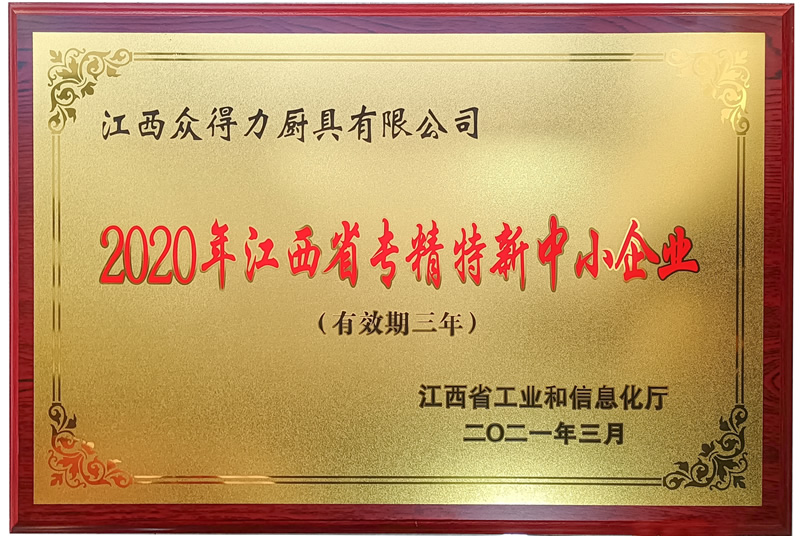 江西众得力厨具有限公司
2020年江西省专精特新中小企业
（有效期三年）
江西省工业和信息化厅
二〇二一年三月